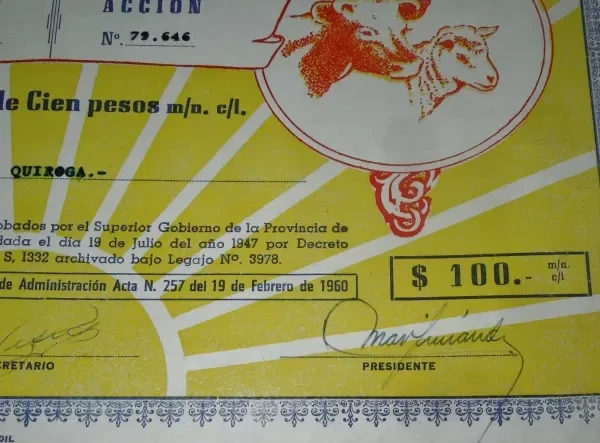 ACCION
Nº 79.646
de Cien pesos m/n. c/l.
QUIROGA.-
obados por el Superior Gobierno de la Provincia de
dada el día 19 de Julio del año 1947 por Decreto
S, 1332 archivado bajo Legajo Nº. 3978.
de Administración Acta N. 257 del 19 de Febrero de 1960
$ 100.- m/n. c/l
RETARIO
PRESIDENTE